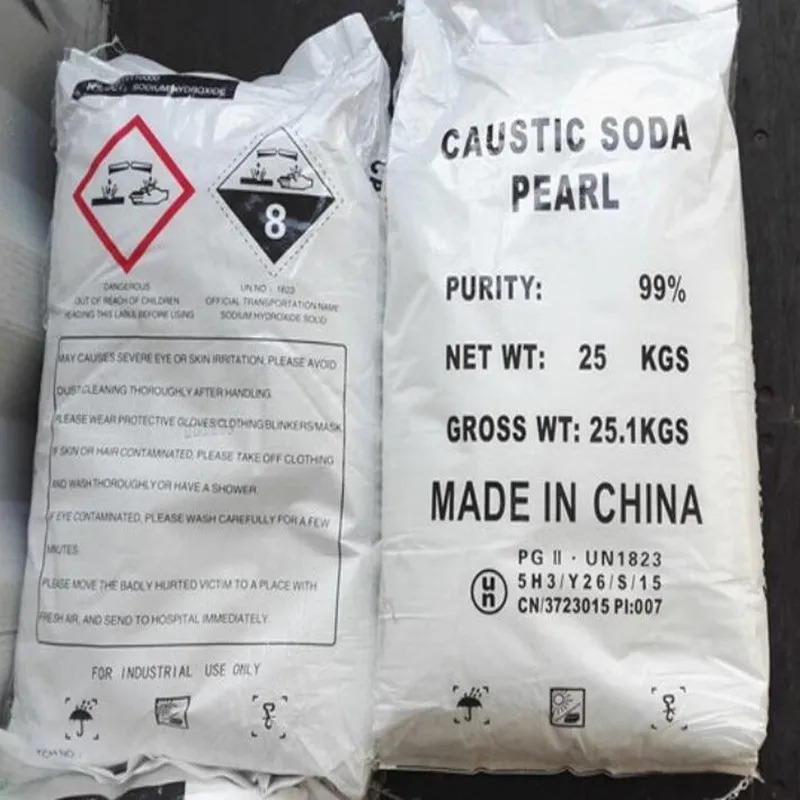 SODIUM HYDROXIDE
8
DANGEROUS
OUT OF REACH OF CHILDREN
READING THIS LABLE BEFORE USING
UN.NO : 1823
OFFICIAL TRANSPORTATION NAME
SODIUM HYDROXIDE SOLID
MAY CAUSES SEVERE EYE OR SKIN IRRITATION, PLEASE AVOID
DUST.CLEANING THOROUGHLY AFTER HANDLING.
PLEASE WEAR PROTECTIVE GLOVES/CLOTHING BLINKERS/MASK.
IF SKIN OR HAIR CONTAMINATED, PLEASE TAKE OFF CLOTHING
AND WASH THOROUGHLY OR HAVE A SHOWER.
IF EYE CONTAMINATED, PLEASE WASH CAREFULLY FOR A FEW
MINUTES.
PLEASE MOVE THE BADLY HURTED VICTIM TO A PLACE WITH
FRESH AIR, AND SEND TO HOSPITAL IMMEDIATELY.
FOR INDUSTRIAL USE ONLY
CAUSTIC SODA
PEARL
PURITY: 99%
NET WT: 25 KGS
GROSS WT: 25.1KGS
MADE IN CHINA
PG II · UN1823
un
5H3/Y26/S/15
CN/3723015 PI:007